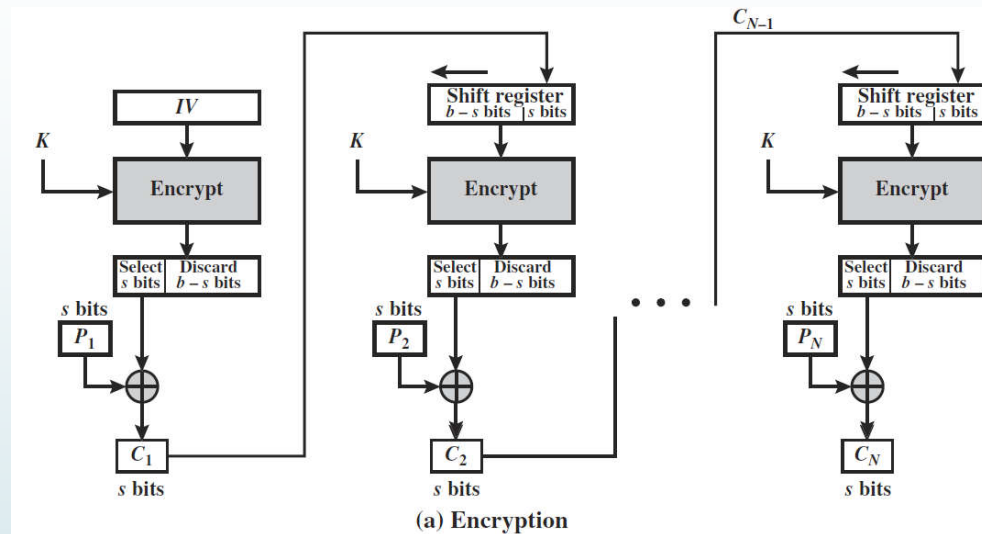 C_{N–1}
IV
Shift register
b – s bits | s bits
Shift register
b – s bits | s bits
K
K
K
Encrypt
Encrypt
Encrypt
Select Discard
s bits b – s bits
Select Discard
s bits b – s bits
Select Discard
s bits b – s bits
s bits
s bits
s bits
P_1
P_2
P_N
C_1
C_2
C_N
s bits
s bits
s bits
(a) Encryption